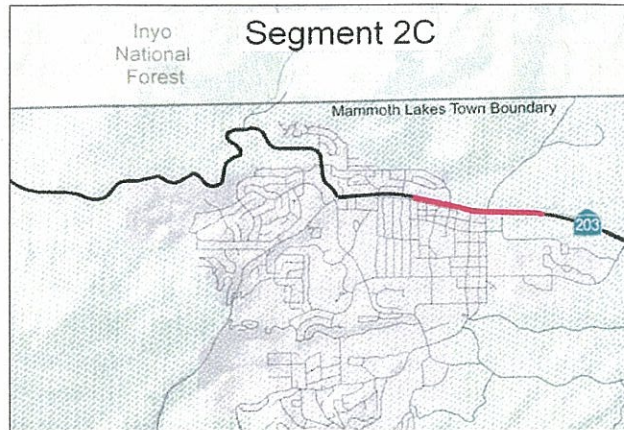 Inyo
National
Forest
Segment 2C
Mammoth Lakes Town Boundary
203